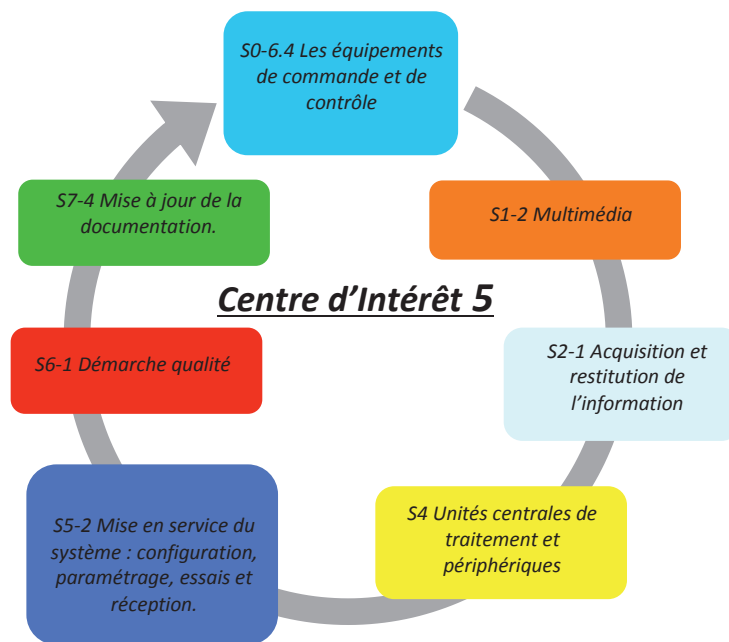 S0-6.4 Les équipements
de commande et de
contrôle
S1-2 Multimédia
S2-1 Acquisition et
restitution de
l’information
S4 Unités centrales de
traitement et
périphériques
S5-2 Mise en service du
système : configuration,
paramétrage, essais et
réception.
S6-1 Démarche qualité
S7-4 Mise à jour de la
documentation.
Centre d’Intérêt 5